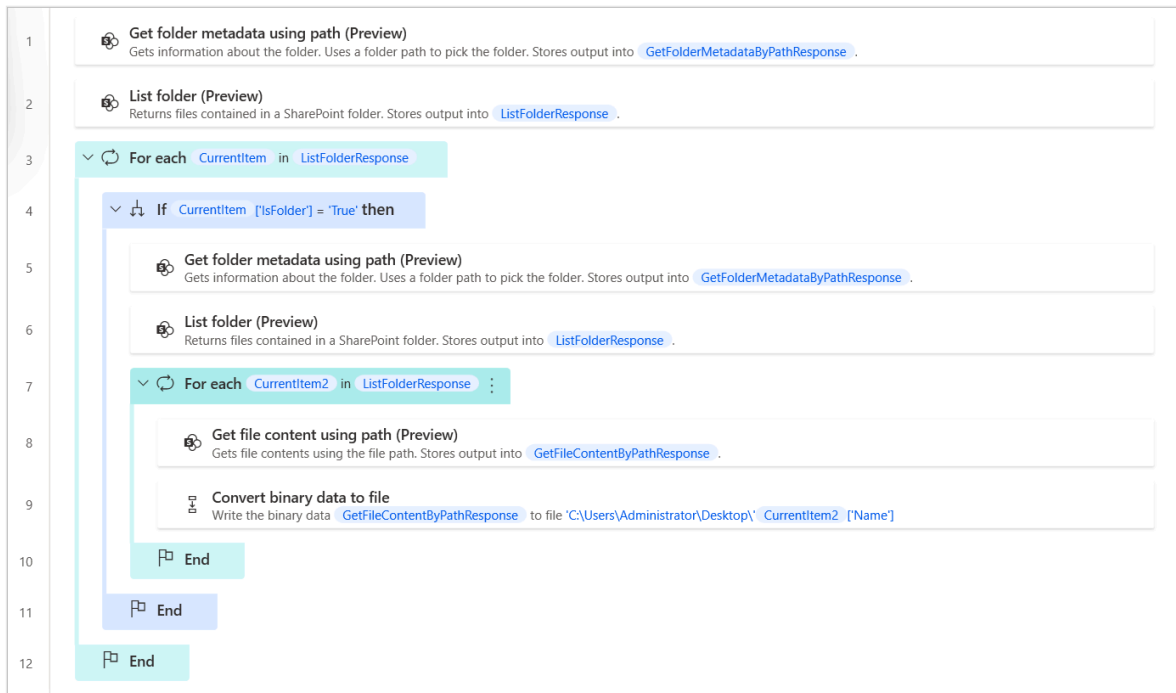 1
Get folder metadata using path (Preview)
Gets information about the folder. Uses a folder path to pick the folder. Stores output into GetFolderMetadataByPathResponse .
2
List folder (Preview)
Returns files contained in a SharePoint folder. Stores output into ListFolderResponse .
3
For each CurrentItem in ListFolderResponse
4
If CurrentItem ['IsFolder'] = 'True' then
5
Get folder metadata using path (Preview)
Gets information about the folder. Uses a folder path to pick the folder. Stores output into GetFolderMetadataByPathResponse .
6
List folder (Preview)
Returns files contained in a SharePoint folder. Stores output into ListFolderResponse .
7
For each CurrentItem2 in ListFolderResponse
8
Get file content using path (Preview)
Gets file contents using the file path. Stores output into GetFileContentByPathResponse .
9
Convert binary data to file
Write the binary data GetFileContentByPathResponse to file 'C:\Users\Administrator\Desktop\' CurrentItem2 ['Name']
10
End
11
End
12
End